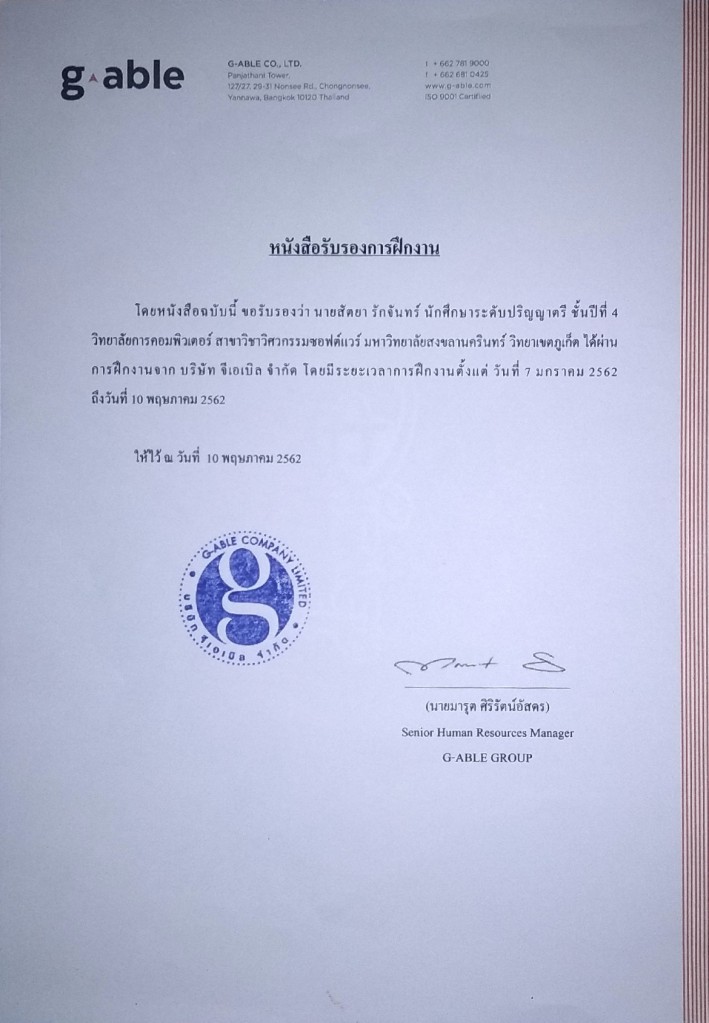 g able
G-ABLE CO., LTD.
Panjathani Tower,
127/27, 29-31 Nonsee Rd., Chongnonsee,
Yannawa, Bangkok 10120 Thailand
t + 662 781 9000
f + 662 681 0425
www.g-able.com
ISO 9001 Certified
หนังสือรับรองการฝึกงาน
โดยหนังสือฉบับนี้ ขอรับรองว่า นายสัตยา รักจันทร์ นักศึกษาระดับปริญญาตรี ชั้นปีที่ 4
วิทยาลัยการคอมพิวเตอร์ สาขาวิชาวิศวกรรมซอฟต์แวร์ มหาวิทยาลัยสงขลานครินทร์ วิทยาเขตภูเก็ต ได้ผ่าน
การฝึกงานจาก บริษัท จีเอเบิล จำกัด โดยมีระยะเวลาการฝึกงานตั้งแต่ วันที่ 7 มกราคม 2562
ถึงวันที่ 10 พฤษภาคม 2562
ให้ไว้ ณ วันที่ 10 พฤษภาคม 2562
G-ABLE COMPANY LIMITED
g
บริษัท จีเอเบิล จำกัด
(นายมารุต ศิริรัตน์อัสดร)
Senior Human Resources Manager
G-ABLE GROUP